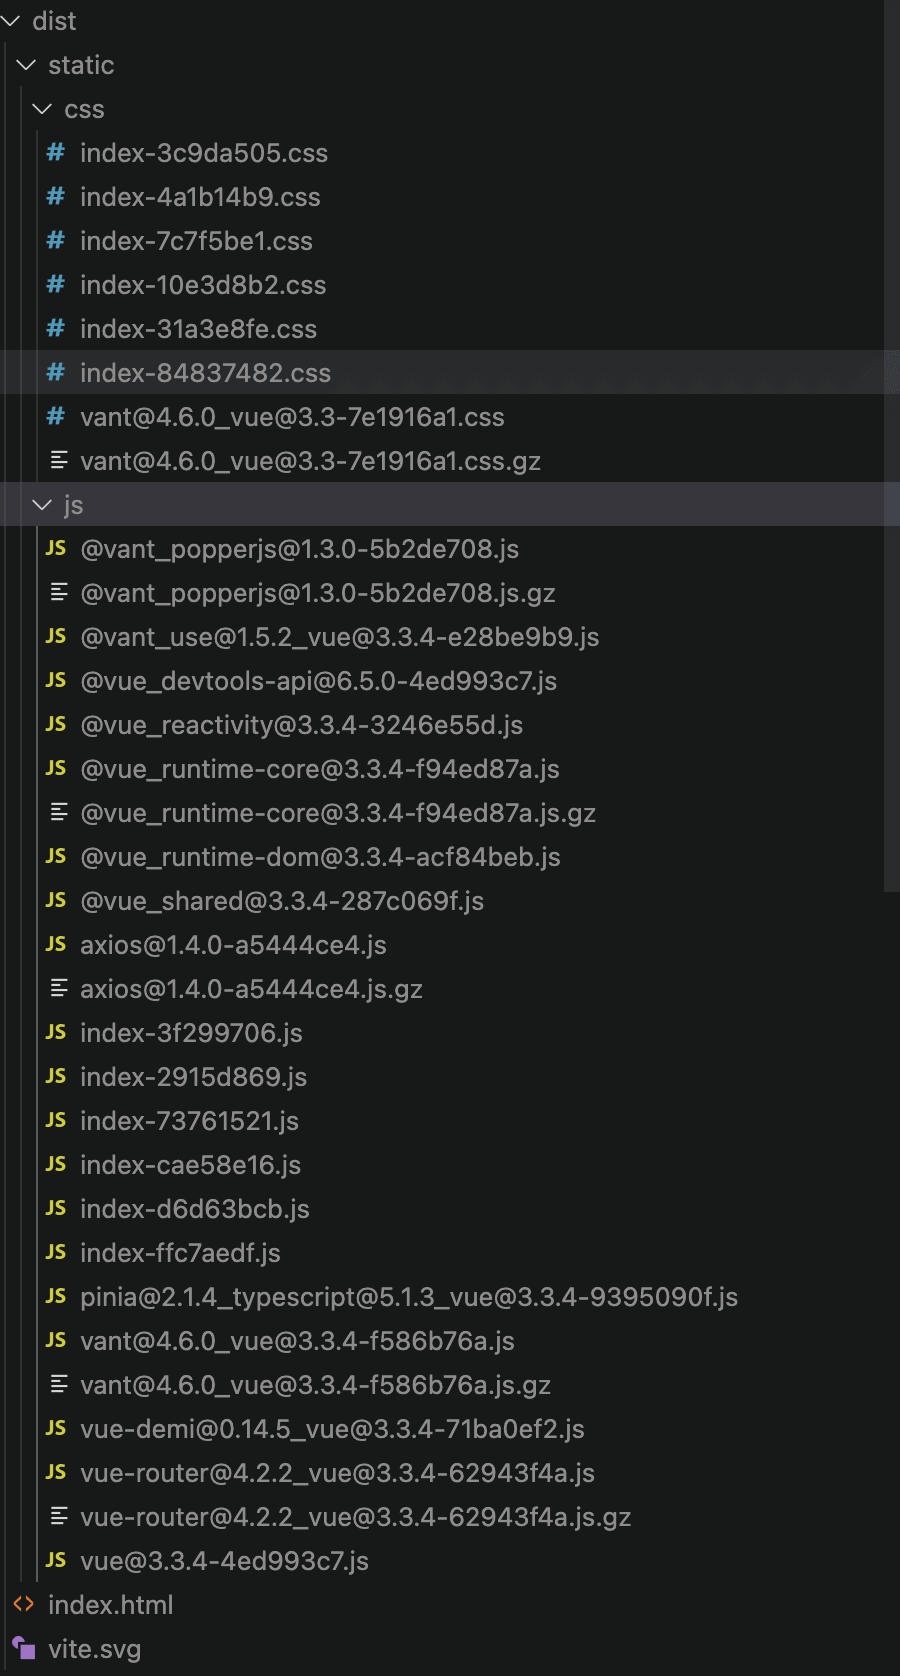 dist
static
css
# index-3c9da505.css
# index-4a1b14b9.css
# index-7c7f5be1.css
# index-10e3d8b2.css
# index-31a3e8fe.css
# index-84837482.css
# vant@4.6.0_vue@3.3-7e1916a1.css
vant@4.6.0_vue@3.3-7e1916a1.css.gz
js
JS @vant_popperjs@1.3.0-5b2de708.js
@vant_popperjs@1.3.0-5b2de708.js.gz
JS @vant_use@1.5.2_vue@3.3.4-e28be9b9.js
JS @vue_devtools-api@6.5.0-4ed993c7.js
JS @vue_reactivity@3.3.4-3246e55d.js
JS @vue_runtime-core@3.3.4-f94ed87a.js
@vue_runtime-core@3.3.4-f94ed87a.js.gz
JS @vue_runtime-dom@3.3.4-acf84beb.js
JS @vue_shared@3.3.4-287c069f.js
JS axios@1.4.0-a5444ce4.js
axios@1.4.0-a5444ce4.js.gz
JS index-3f299706.js
JS index-2915d869.js
JS index-73761521.js
JS index-cae58e16.js
JS index-d6d63bcb.js
JS index-ffc7aedf.js
JS pinia@2.1.4_typescript@5.1.3_vue@3.3.4-9395090f.js
JS vant@4.6.0_vue@3.3.4-f586b76a.js
vant@4.6.0_vue@3.3.4-f586b76a.js.gz
JS vue-demi@0.14.5_vue@3.3.4-71ba0ef2.js
JS vue-router@4.2.2_vue@3.3.4-62943f4a.js
vue-router@4.2.2_vue@3.3.4-62943f4a.js.gz
JS vue@3.3.4-4ed993c7.js
<> index.html
vite.svg